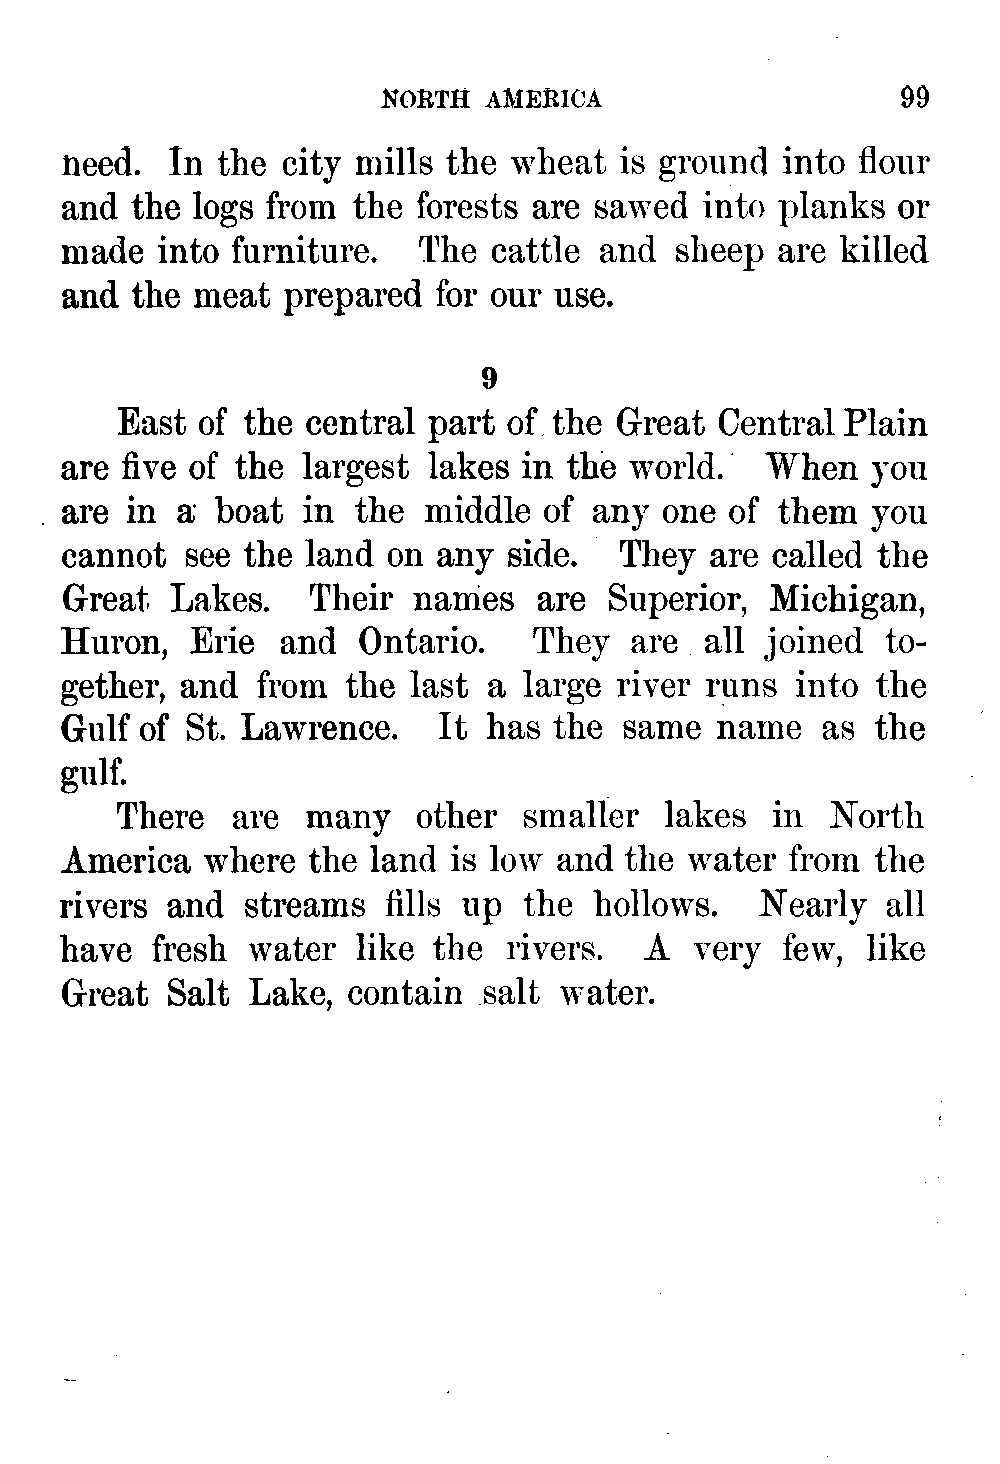 NORTH AMERICA 99
need. In the city mills the wheat is ground into flour
and the logs from the forests are sawed into planks or
made into furniture. The cattle and sheep are killed
and the meat prepared for our use.
9
East of the central part of the Great Central Plain
are five of the largest lakes in the world. When you
are in a boat in the middle of any one of them you
cannot see the land on any side. They are called the
Great Lakes. Their names are Superior, Michigan,
Huron, Erie and Ontario. They are all joined to-
gether, and from the last a large river runs into the
Gulf of St. Lawrence. It has the same name as the
gulf.
There are many other smaller lakes in North
America where the land is low and the water from the
rivers and streams fills up the hollows. Nearly all
have fresh water like the rivers. A very few, like
Great Salt Lake, contain salt water.